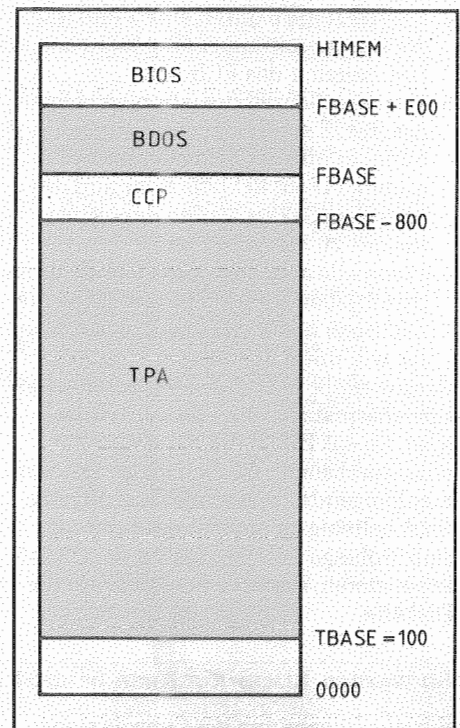 HIMEM
BIOS
FBASE + E00
BDOS
FBASE
CCP
FBASE – 800
TPA
TBASE = 100
0000